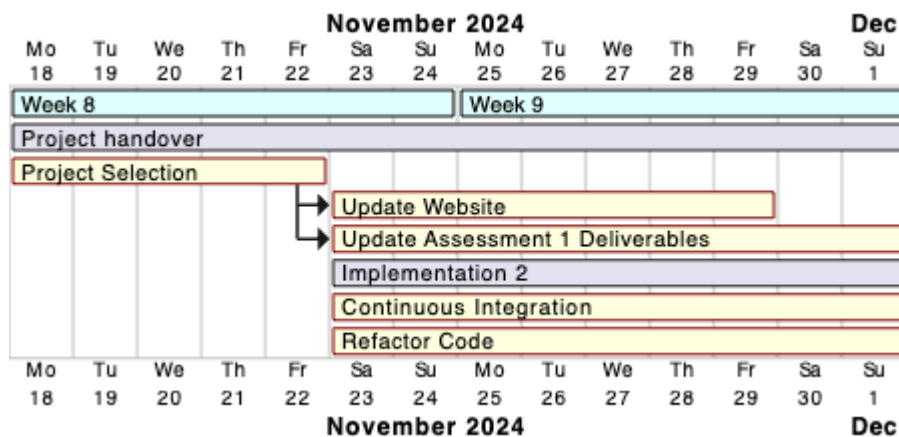 November 2024 Dec
Mo Tu We Th Fr Sa Su Mo Tu We Th Fr Sa Su
18 19 20 21 22 23 24 25 26 27 28 29 30 1
Week 8 Week 9
Project handover
Project Selection
Update Website
Update Assessment 1 Deliverables
Implementation 2
Continuous Integration
Refactor Code
Mo Tu We Th Fr Sa Su Mo Tu We Th Fr Sa Su
18 19 20 21 22 23 24 25 26 27 28 29 30 1
November 2024 Dec